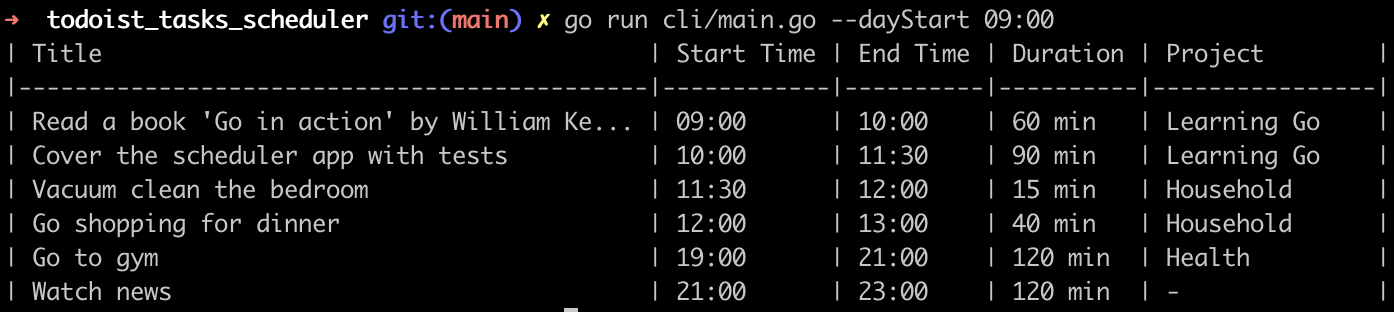 ➜  todoist_tasks_scheduler git:(main) ✗ go run cli/main.go --dayStart 09:00
| Title                                       | Start Time | End Time | Duration | Project        |
|---------------------------------------------|------------|----------|----------|----------------|
| Read a book 'Go in action' by William Ke... | 09:00      | 10:00    | 60 min   | Learning Go    |
| Cover the scheduler app with tests          | 10:00      | 11:30    | 90 min   | Learning Go    |
| Vacuum clean the bedroom                    | 11:30      | 12:00    | 15 min   | Household      |
| Go shopping for dinner                      | 12:00      | 13:00    | 40 min   | Household      |
| Go to gym                                   | 19:00      | 21:00    | 120 min  | Health         |
| Watch news                                  | 21:00      | 23:00    | 120 min  | -              |